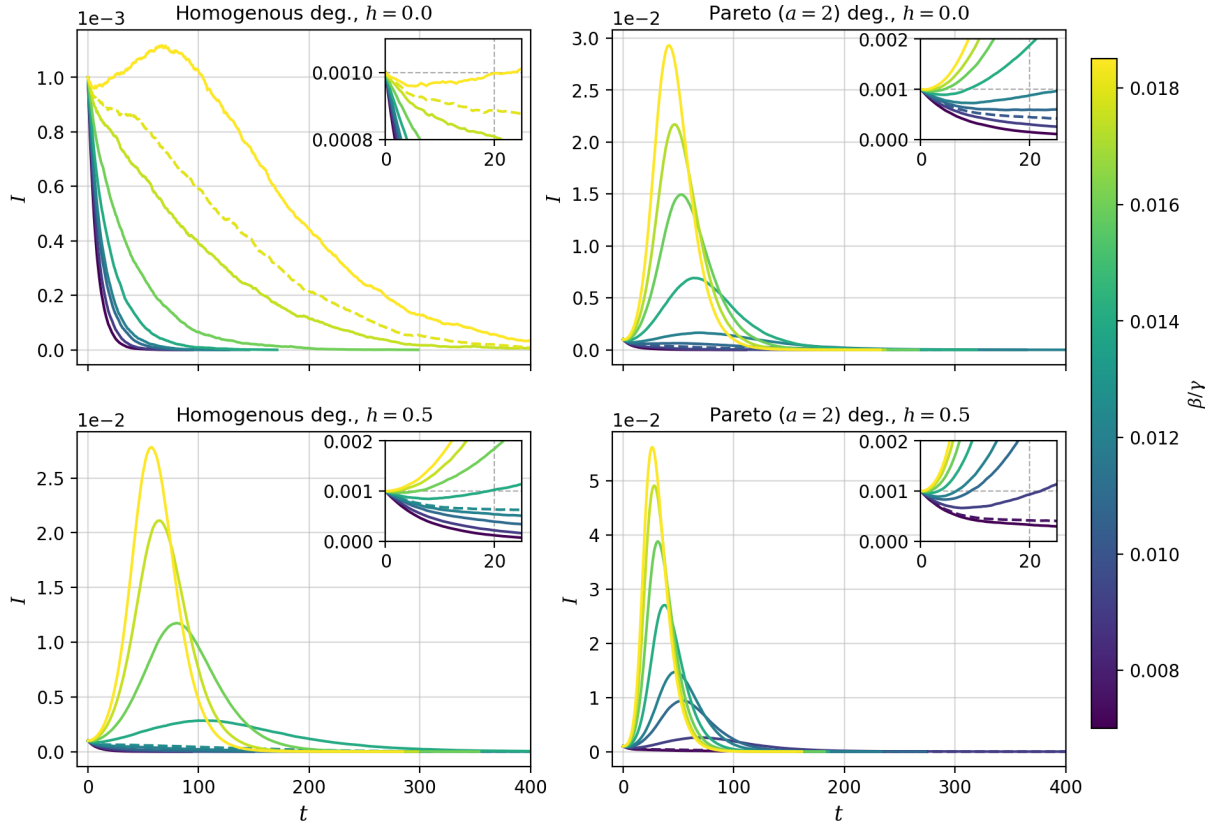 Homogenous deg., h = 0.0
1e−3
1.0
0.8
0.6
0.4
0.2
0.0
I
0.0010
0.0008
0 20
Pareto (a = 2) deg., h = 0.0
1e−2
3.0
2.5
2.0
1.5
1.0
0.5
0.0
I
0.002
0.001
0.000
0 20
Homogenous deg., h = 0.5
1e−2
2.5
2.0
1.5
1.0
0.5
0.0
I
0.002
0.001
0.000
0 20
0 100 200 300 400
t
Pareto (a = 2) deg., h = 0.5
1e−2
5
4
3
2
1
0
I
0.002
0.001
0.000
0 20
0 100 200 300 400
t
0.018
0.016
0.014
0.012
0.010
0.008
β/γ